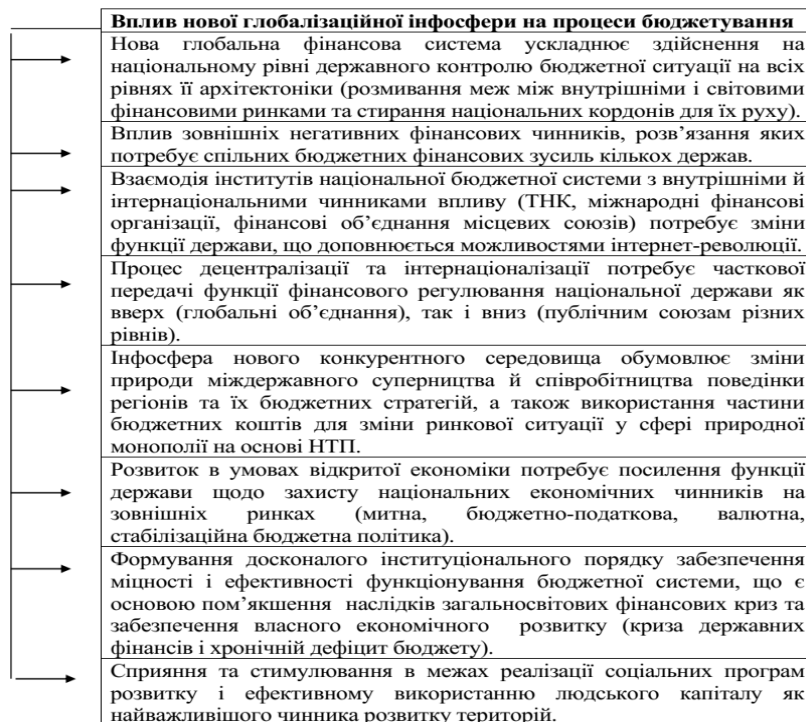 Вплив нової глобалізаційної інфосфери на процеси бюджетування
Нова глобальна фінансова система ускладнює здійснення на
національному рівні державного контролю бюджетної ситуації на всіх
рівнях її архітектоніки (розмивання меж між внутрішніми і світовими
фінансовими ринками та стирання національних кордонів для їх руху).
Вплив зовнішніх негативних фінансових чинників, розв’язання яких
потребує спільних бюджетних фінансових зусиль кількох держав.
Взаємодія інститутів національної бюджетної системи з внутрішніми й
інтернаціональними чинниками впливу (ТНК, міжнародні фінансові
організації, фінансові об’єднання місцевих союзів) потребує зміни
функції держави, що доповнюється можливостями інтернет-революції.
Процес децентралізації та інтернаціоналізації потребує часткової
передачі функції фінансового регулювання національної держави як
вверх (глобальні об’єднання), так і вниз (публічним союзам різних
рівнів).
Інфосфера нового конкурентного середовища обумовлює зміни
природи міждержавного суперництва й співробітництва поведінки
регіонів та їх бюджетних стратегій, а також використання частини
бюджетних коштів для зміни ринкової ситуації у сфері природної
монополії на основі НТП.
Розвиток в умовах відкритої економіки потребує посилення функції
держави щодо захисту національних економічних чинників на
зовнішніх ринках (митна, бюджетно-податкова, валютна,
стабілізаційна бюджетна політика).
Формування досконалого інституціонального порядку забезпечення
міцності і ефективності функціонування бюджетної системи, що є
основою пом’якшення наслідків загальносвітових фінансових криз та
забезпечення власного економічного розвитку (криза державних
фінансів і хронічній дефіцит бюджету).
Сприяння та стимулювання в межах реалізації соціальних програм
розвитку і ефективному використанню людського капіталу як
найважливішого чинника розвитку територій.